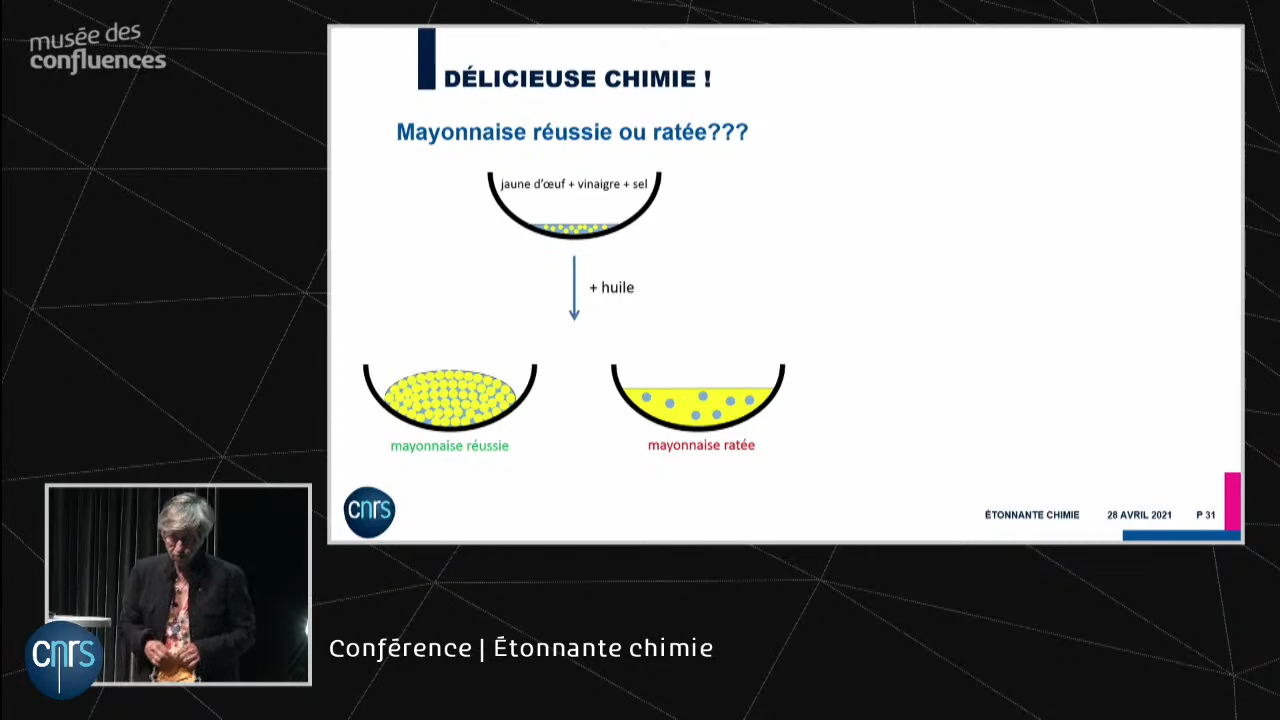 musée des
confluences
DÉLICIEUSE CHIMIE !
Mayonnaise réussie ou ratée???
jaune d'œuf + vinaigre + sel
+ huile
mayonnaise réussie
mayonnaise ratée
cnrs
ÉTONNANTE CHIMIE 28 AVRIL 2021 P 31
cnrs
Conférence | Étonnante chimie